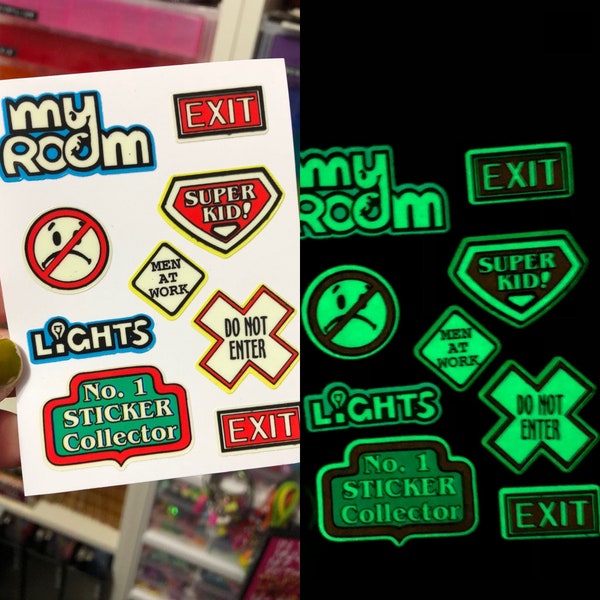 my
ROOM
EXIT
SUPER
KID!
MEN
AT
WORK
LiGHTS
DO NOT
ENTER
No. 1
STICKER
Collector
EXIT
my
ROOM
EXIT
SUPER
KID!
MEN
AT
WORK
LiGHTS
DO NOT
ENTER
No. 1
STICKER
Collector
EXIT